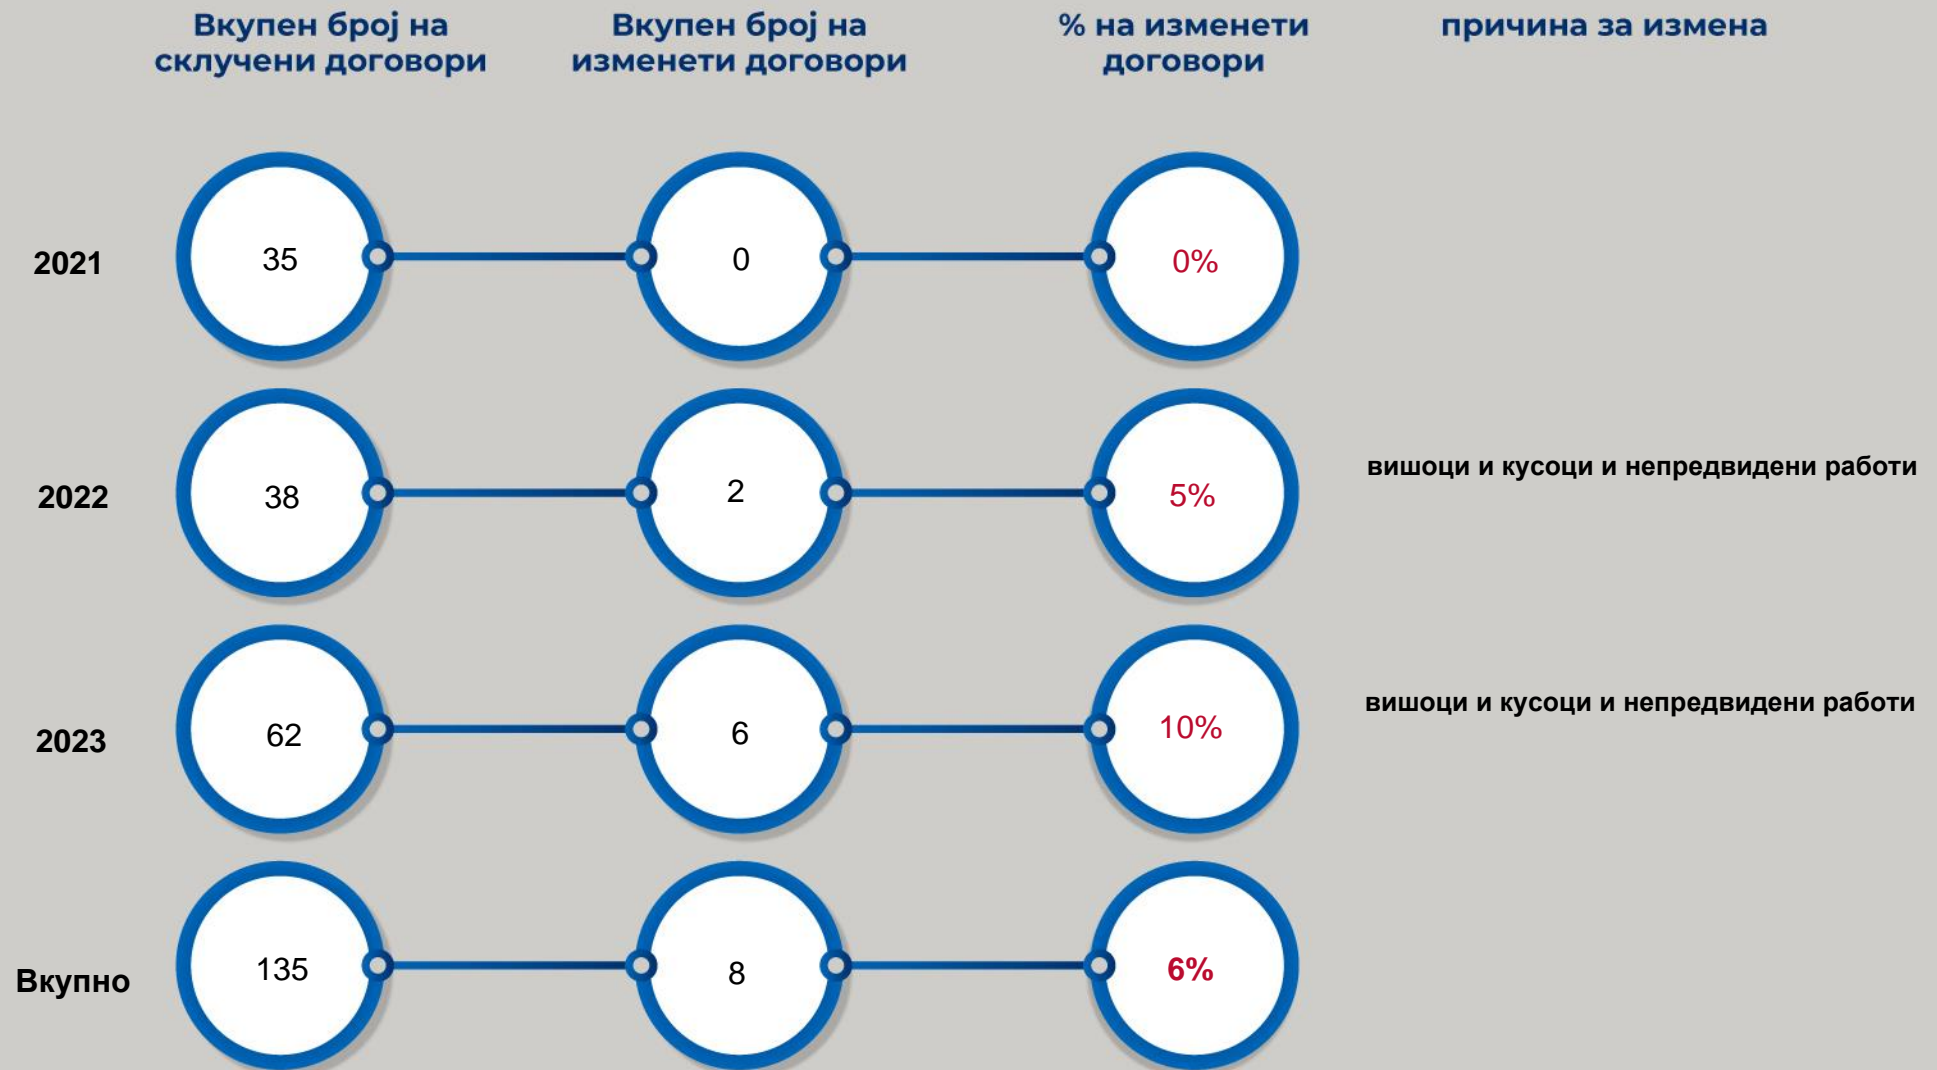 Вкупен број на
склучени договори
Вкупен број на
изменети договори
% на изменети
договори
причина за измена
2021
35
0
0%
2022
38
2
5%
вишоци и кусоци и непредвидени работи
2023
62
6
10%
вишоци и кусоци и непредвидени работи
Вкупно
135
8
6%